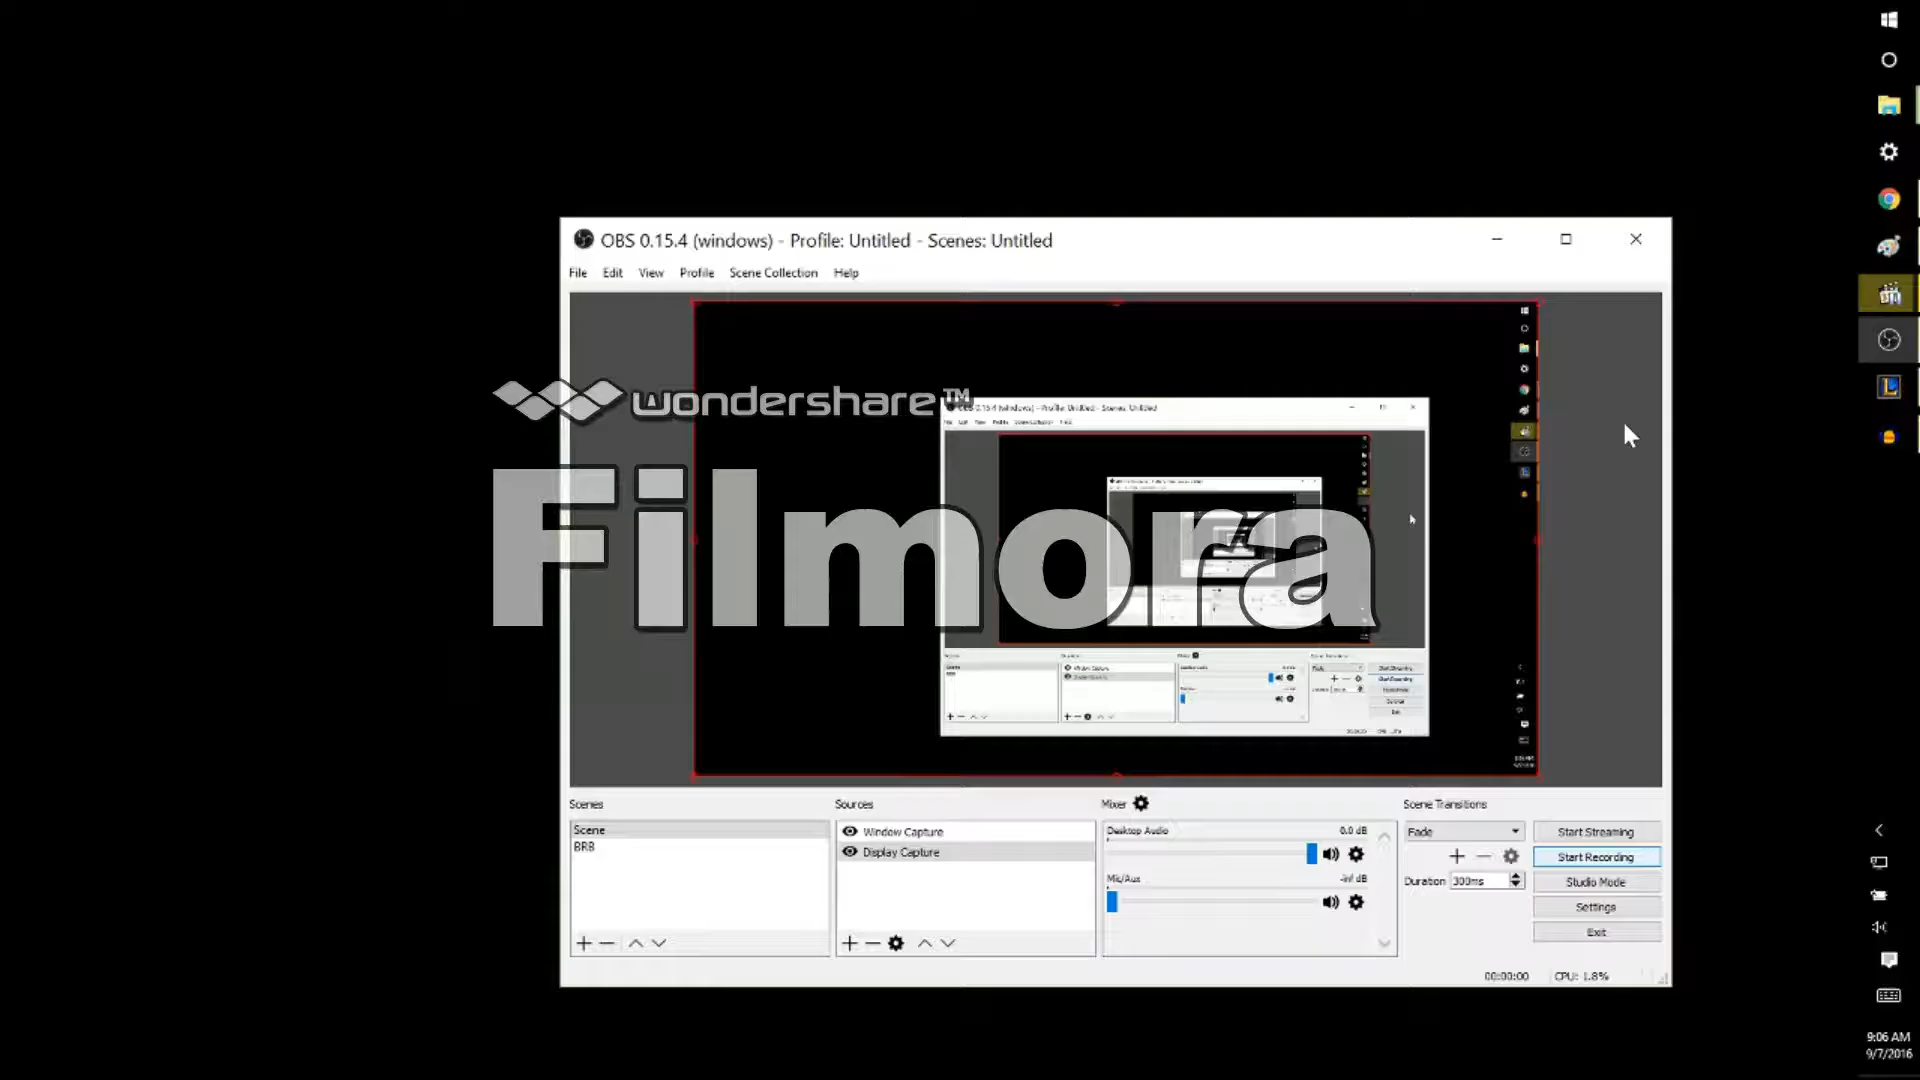 OBS 0.15.4 (windows) - Profile: Untitled - Scenes: Untitled
File Edit View Profile Scene Collection Help
wondershare™
Filmora
Scenes
Scene
BRB
Sources
Window Capture
Display Capture
Mixer
Desktop Audio 0.0 dB
Mic/Aux -inf dB
Scene Transitions
Fade
Duration 300ms
Start Streaming
Start Recording
Studio Mode
Settings
Exit
00:00:00 CPU: 1.8%
9:06 AM
9/7/2016